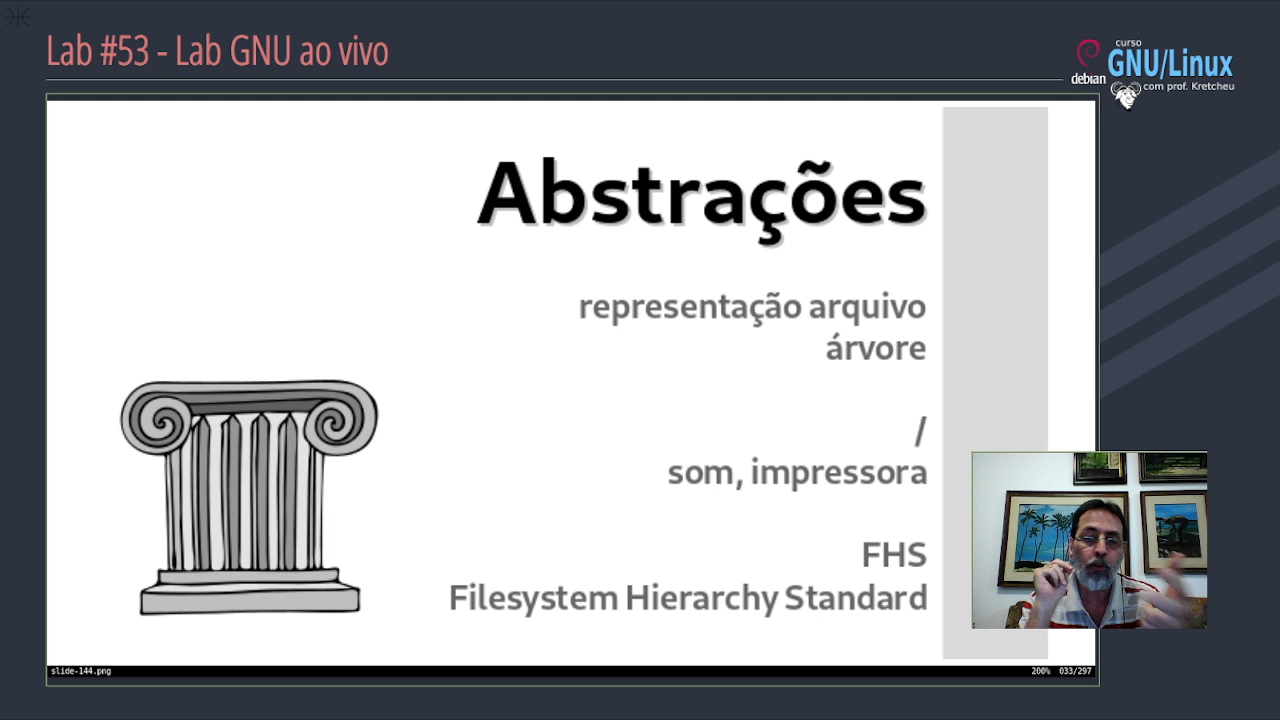 Lab #53 - Lab GNU ao vivo
curso
GNU/Linux
debian
com prof. Kretcheu
Abstrações
representação arquivo
árvore
/
som, impressora
FHS
Filesystem Hierarchy Standard
slide-144.png
200% 033/297